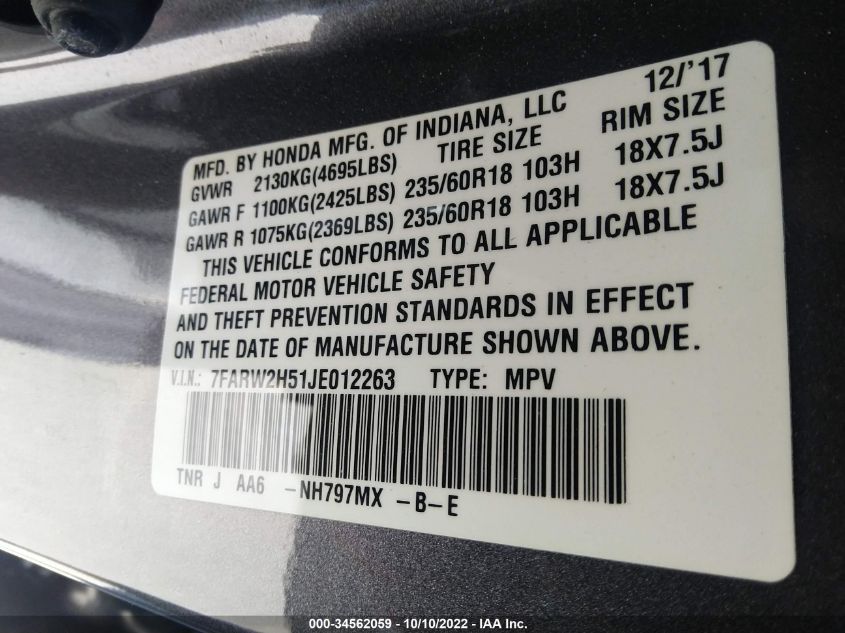 12/'17
MFD. BY HONDA MFG. OF INDIANA, LLC
GVWR 2130KG(4695LBS) TIRE SIZE RIM SIZE
GAWR F 1100KG(2425LBS) 235/60R18 103H 18X7.5J
GAWR R 1075KG(2369LBS) 235/60R18 103H 18X7.5J
THIS VEHICLE CONFORMS TO ALL APPLICABLE
FEDERAL MOTOR VEHICLE SAFETY
AND THEFT PREVENTION STANDARDS IN EFFECT
ON THE DATE OF MANUFACTURE SHOWN ABOVE.
V.I.N.: 7FARW2H51JE012263 TYPE: MPV
TNR J AA6 -NH797MX -B-E
000-34562059 - 10/10/2022 - IAA Inc.